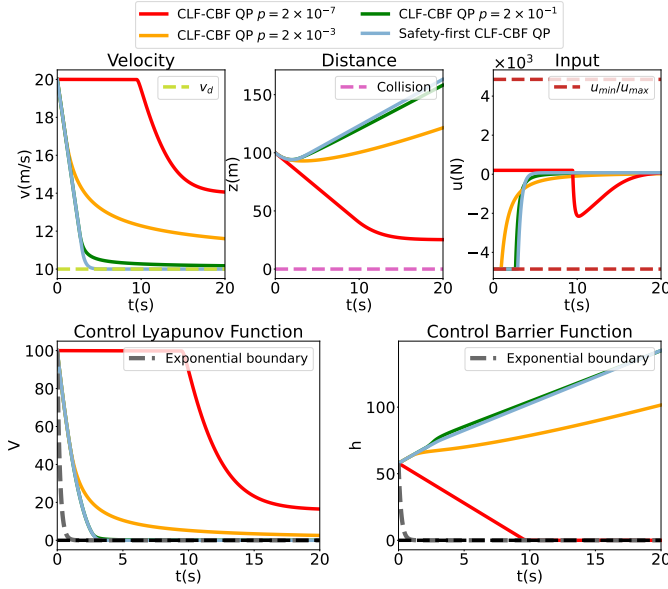 CLF-CBF QP p = 2 × 10⁻⁷
CLF-CBF QP p = 2 × 10⁻³
CLF-CBF QP p = 2 × 10⁻¹
Safety-first CLF-CBF QP
Velocity
v(m/s)
20
18
16
14
12
10
v_d
0
10
20
t(s)
Distance
z(m)
150
100
50
0
Collision
0
10
20
t(s)
Input
×10³
u(N)
4
2
0
−2
−4
u_min/u_max
0
10
20
t(s)
Control Lyapunov Function
V
100
80
60
40
20
0
Exponential boundary
0
5
10
15
20
t(s)
Control Barrier Function
h
100
50
0
Exponential boundary
0
5
10
15
20
t(s)